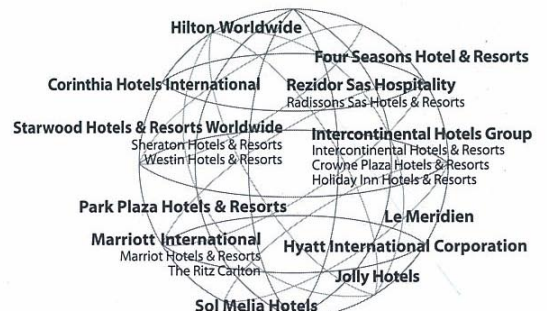 Hilton Worldwide
Four Seasons Hotel & Resorts
Corinthia Hotels International
Rezidor Sas Hospitality
Radissons Sas Hotels & Resorts
Starwood Hotels & Resorts Worldwide
Sheraton Hotels & Resorts
Westin Hotels & Resorts
Intercontinental Hotels Group
Intercontinental Hotels & Resorts
Crowne Plaza Hotels & Resorts
Holiday Inn Hotels & Resorts
Park Plaza Hotels & Resorts
Le Meridien
Marriott International
Marriot Hotels & Resorts
The Ritz Carlton
Hyatt International Corporation
Jolly Hotels
Sol Melia Hotels